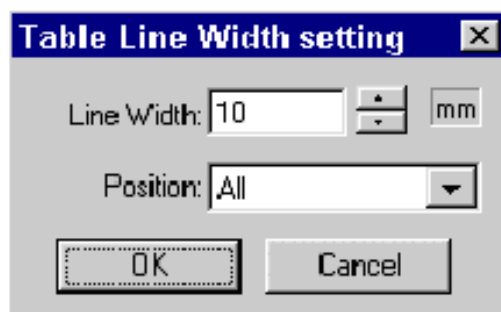 Table Line Width setting
Line Width: 10 mm
Position: All
OK Cancel